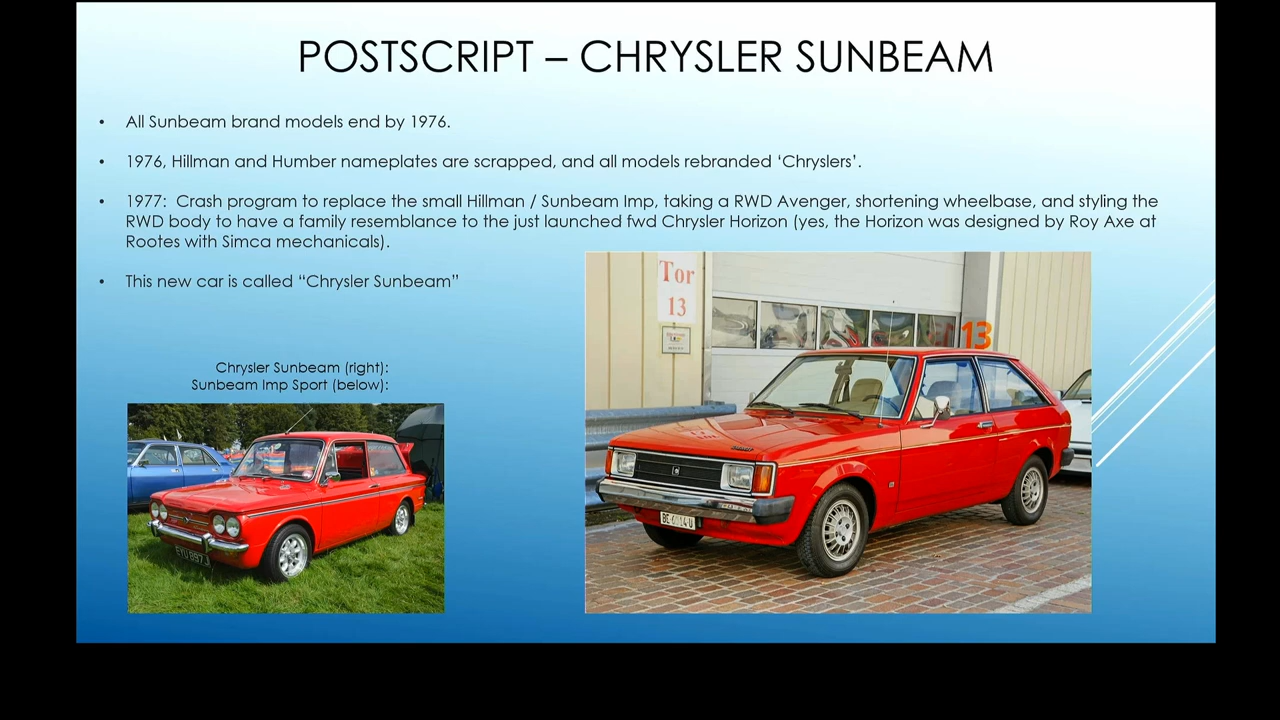 POSTSCRIPT – CHRYSLER SUNBEAM
• All Sunbeam brand models end by 1976.
• 1976, Hillman and Humber nameplates are scrapped, and all models rebranded ‘Chryslers’.
• 1977:  Crash program to replace the small Hillman / Sunbeam Imp, taking a RWD Avenger, shortening wheelbase, and styling the
RWD body to have a family resemblance to the just launched fwd Chrysler Horizon (yes, the Horizon was designed by Roy Axe at
Rootes with Simca mechanicals).
• This new car is called “Chrysler Sunbeam”
Tor
13
13
Chrysler Sunbeam (right):
Sunbeam Imp Sport (below):